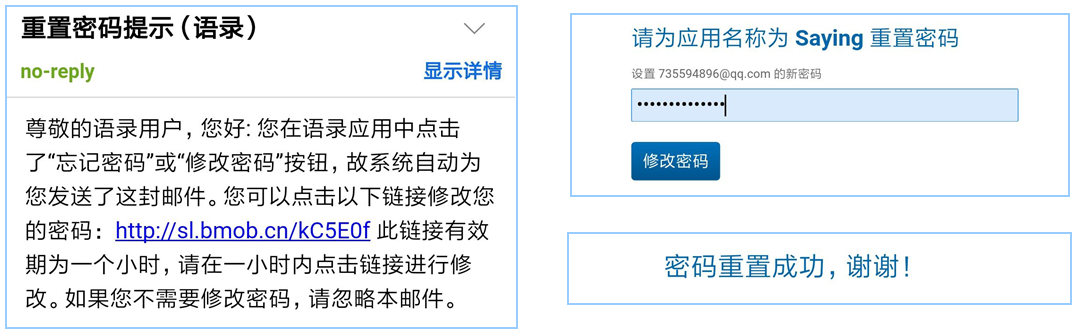 重置密码提示（语录）
no-reply
显示详情
尊敬的语录用户，您好: 您在语录应用中点击
了“忘记密码”或“修改密码”按钮，故系统自动为
您发送了这封邮件。您可以点击以下链接修改您
的密码：http://sl.bmob.cn/kC5E0f 此链接有效
期为一个小时，请在一小时内点击链接进行修
改。如果您不需要修改密码，请忽略本邮件。
请为应用名称为 Saying 重置密码
设置 735594896@qq.com 的新密码
••••••••••••••
修改密码
密码重置成功，谢谢！